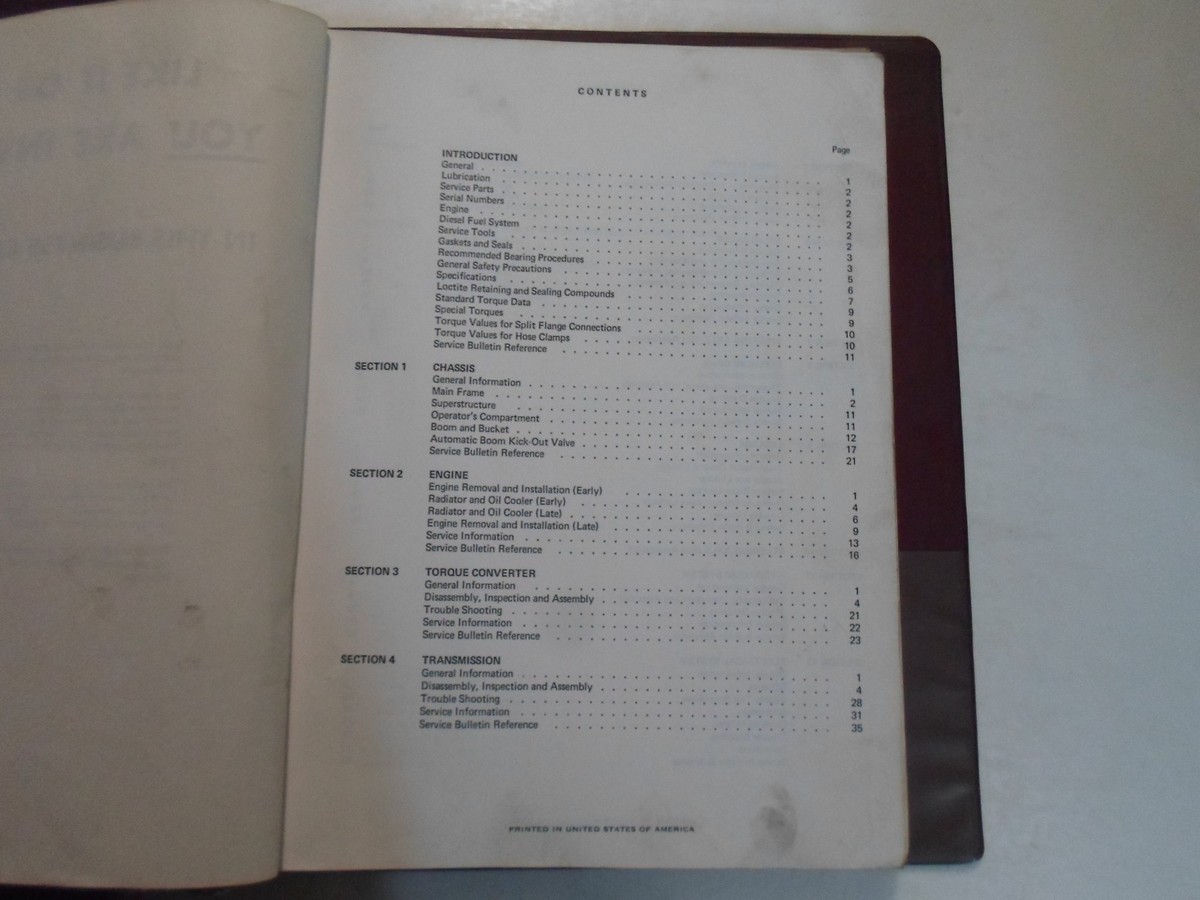 CONTENTS
Page
INTRODUCTION
General . . . . . 1
Lubrication . . . . . 2
Service Parts . . . . . 2
Serial Numbers . . . . . 2
Engine . . . . . 2
Diesel Fuel System . . . . . 2
Service Tools . . . . . 2
Gaskets and Seals . . . . . 3
Recommended Bearing Procedures . . . . . 3
General Safety Precautions . . . . . 5
Specifications . . . . . 6
Loctite Retaining and Sealing Compounds . . . . . 7
Standard Torque Data . . . . . 9
Special Torques . . . . . 9
Torque Values for Split Flange Connections . . . . . 10
Torque Values for Hose Clamps . . . . . 10
Service Bulletin Reference . . . . . 11
SECTION 1 CHASSIS
General Information . . . . . 1
Main Frame . . . . . 2
Superstructure . . . . . 11
Operator's Compartment . . . . . 11
Boom and Bucket . . . . . 12
Automatic Boom Kick-Out Valve . . . . . 17
Service Bulletin Reference . . . . . 21
SECTION 2 ENGINE
Engine Removal and Installation (Early) . . . . . 1
Radiator and Oil Cooler (Early) . . . . . 4
Radiator and Oil Cooler (Late) . . . . . 6
Engine Removal and Installation (Late) . . . . . 9
Service Information . . . . . 13
Service Bulletin Reference . . . . . 16
SECTION 3 TORQUE CONVERTER
General Information . . . . . 1
Disassembly, Inspection and Assembly . . . . . 4
Trouble Shooting . . . . . 21
Service Information . . . . . 22
Service Bulletin Reference . . . . . 23
SECTION 4 TRANSMISSION
General Information . . . . . 1
Disassembly, Inspection and Assembly . . . . . 4
Trouble Shooting . . . . . 28
Service Information . . . . . 31
Service Bulletin Reference . . . . . 35
PRINTED IN UNITED STATES OF AMERICA